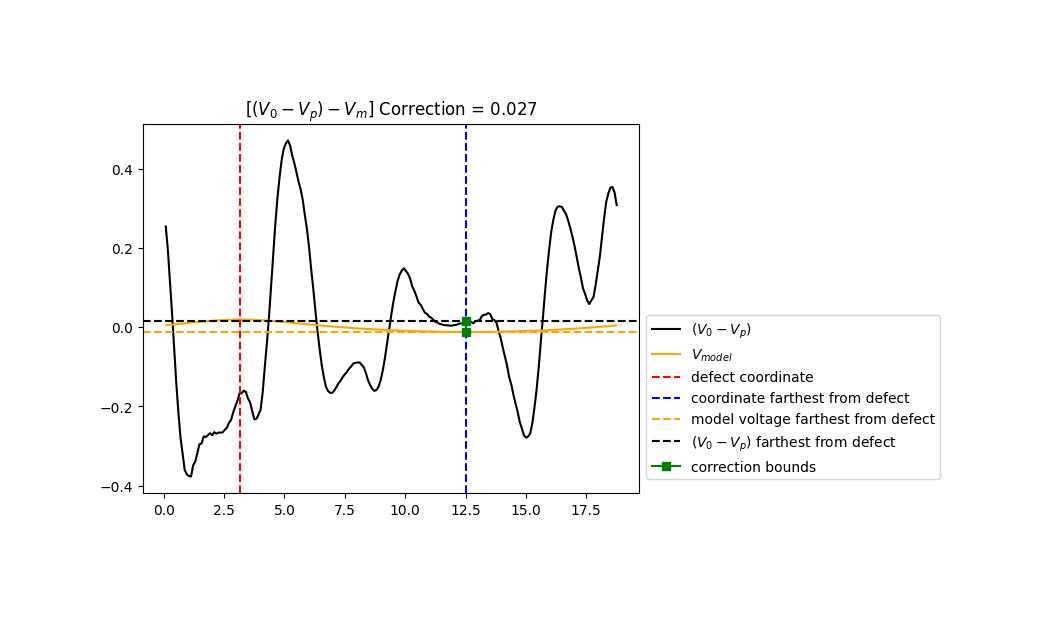 [(V₀ − Vₚ) − Vₘ] Correction = 0.027
0.4
0.2
0.0
−0.2
−0.4
0.0 2.5 5.0 7.5 10.0 12.5 15.0 17.5
(V₀ − Vₚ)
V_model
defect coordinate
coordinate farthest from defect
model voltage farthest from defect
(V₀ − Vₚ) farthest from defect
correction bounds